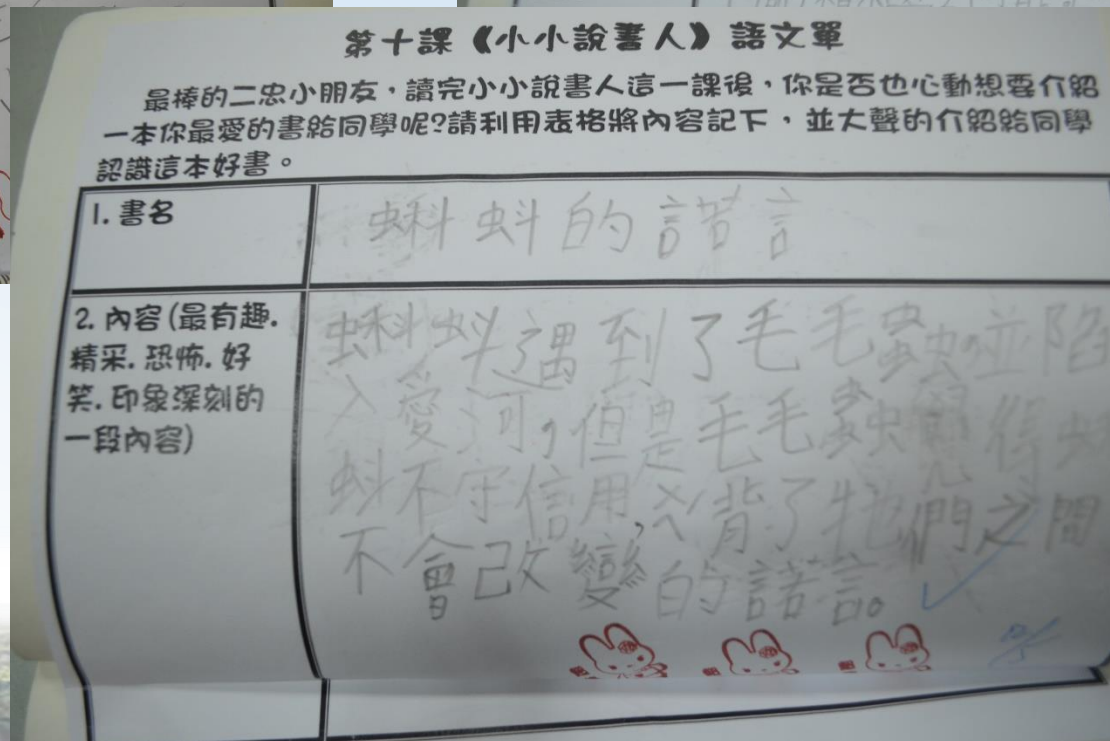 第十課《小小說書人》語文單
最棒的二忠小朋友，讀完小小說書人這一課後，你是否也心動想要介紹
一本你最愛的書給同學呢?請利用表格將內容記下，並大聲的介紹給同學
認識這本好書。
1. 書名
蝌蚪的諾言
2. 內容(最有趣.
精采.恐怖.好
笑.印象深刻的
一段內容)
蝌蚪遇到了毛毛蟲，並陷
入愛河，但是毛毛蟲覺得蝌
蚪不守信用，違背了牠們之間
不會改變的諾言。